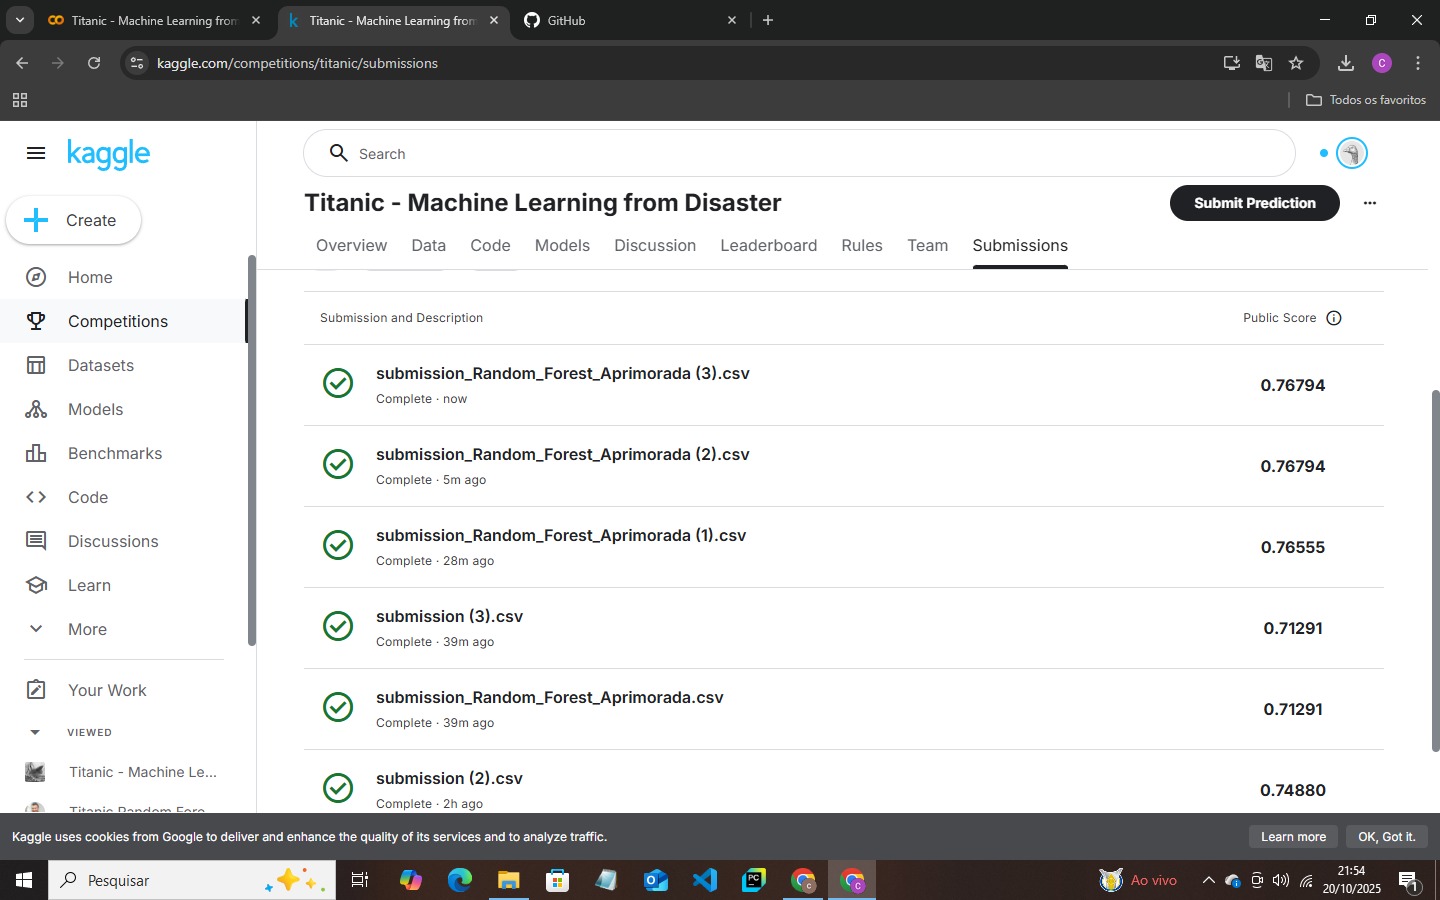 Titanic - Machine Learning from
Titanic - Machine Learning from
GitHub
kaggle.com/competitions/titanic/submissions
C
Todos os favoritos
kaggle
Search
Create
Titanic - Machine Learning from Disaster
Submit Prediction
Overview
Data
Code
Models
Discussion
Leaderboard
Rules
Team
Submissions
Home
Competitions
Datasets
Models
Benchmarks
Code
Discussions
Learn
More
Your Work
VIEWED
Titanic - Machine Le...
Titanic Random Fore...
Submission and Description
Public Score
submission_Random_Forest_Aprimorada (3).csv
Complete · now
0.76794
submission_Random_Forest_Aprimorada (2).csv
Complete · 5m ago
0.76794
submission_Random_Forest_Aprimorada (1).csv
Complete · 28m ago
0.76555
submission (3).csv
Complete · 39m ago
0.71291
submission_Random_Forest_Aprimorada.csv
Complete · 39m ago
0.71291
submission (2).csv
Complete · 2h ago
0.74880
Kaggle uses cookies from Google to deliver and enhance the quality of its services and to analyze traffic.
Learn more
OK, Got it.
Pesquisar
Ao vivo
21:54
20/10/2025
1